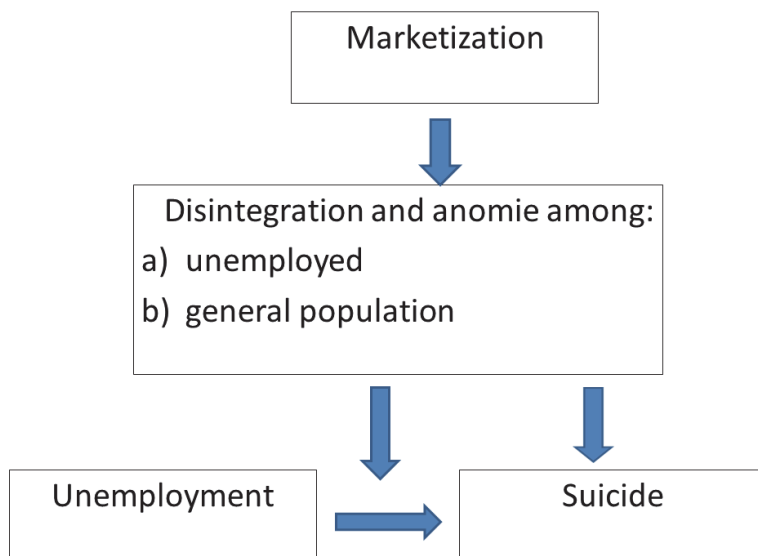 Marketization
Disintegration and anomie among:
a) unemployed
b) general population
Unemployment
Suicide